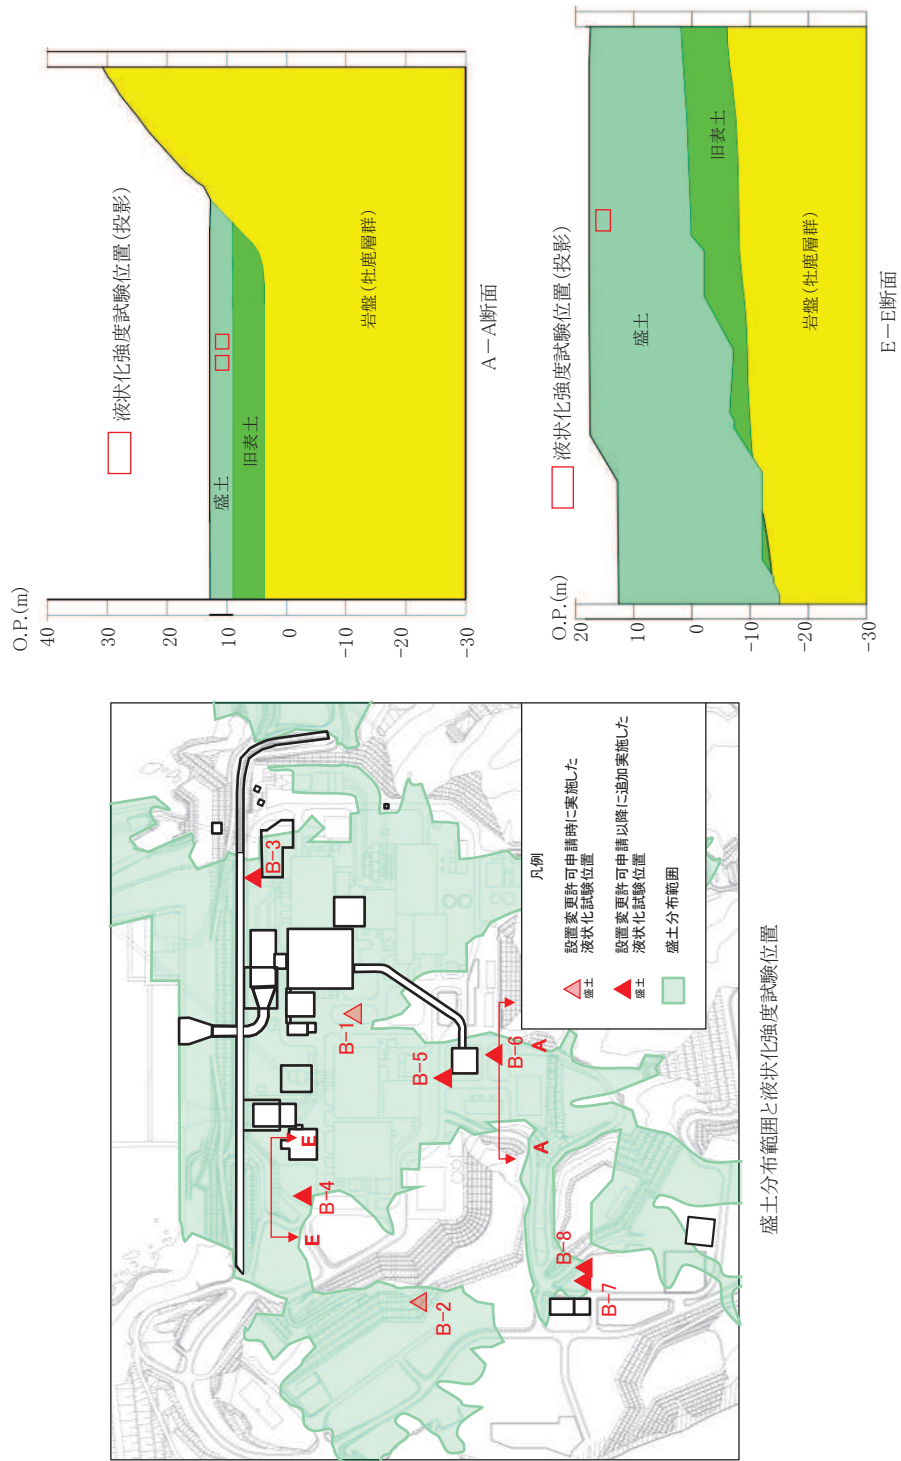 B-1
B-2
B-3
B-4
B-5
B-6
B-7
B-8
E
E
A
A
凡例
盛土
設置変更許可申請時に実施した
液状化試験位置
盛土
設置変更許可申請以降に追加実施した
液状化試験位置
盛土分布範囲
盛土分布範囲と液状化強度試験位置
O.P.(m)
40
30
20
10
0
-10
-20
-30
液状化強度試験位置(投影)
盛土
旧表土
岩盤(牡鹿層群)
A-A断面
O.P.(m)
20
10
0
-10
-20
-30
液状化強度試験位置(投影)
盛土
旧表土
岩盤(牡鹿層群)
E-E断面